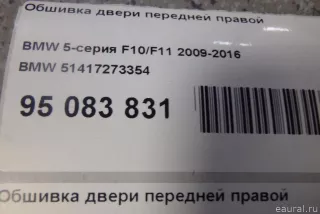 Обшивка двери передней правой
BMW 5-серия F10/F11 2009-2016
BMW 51417273354
95 083 831
Обшивка двери передней правой
eaural.ru